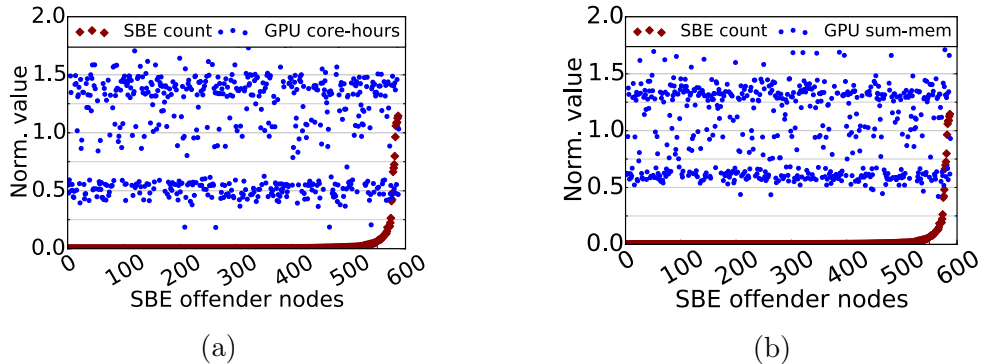 2.0
SBE count GPU core-hours
1.5
1.0
0.5
0.0
Norm. value
0 100 200 300 400 500 600
SBE offender nodes
(a)
2.0
SBE count GPU sum-mem
1.5
1.0
0.5
0.0
Norm. value
0 100 200 300 400 500 600
SBE offender nodes
(b)